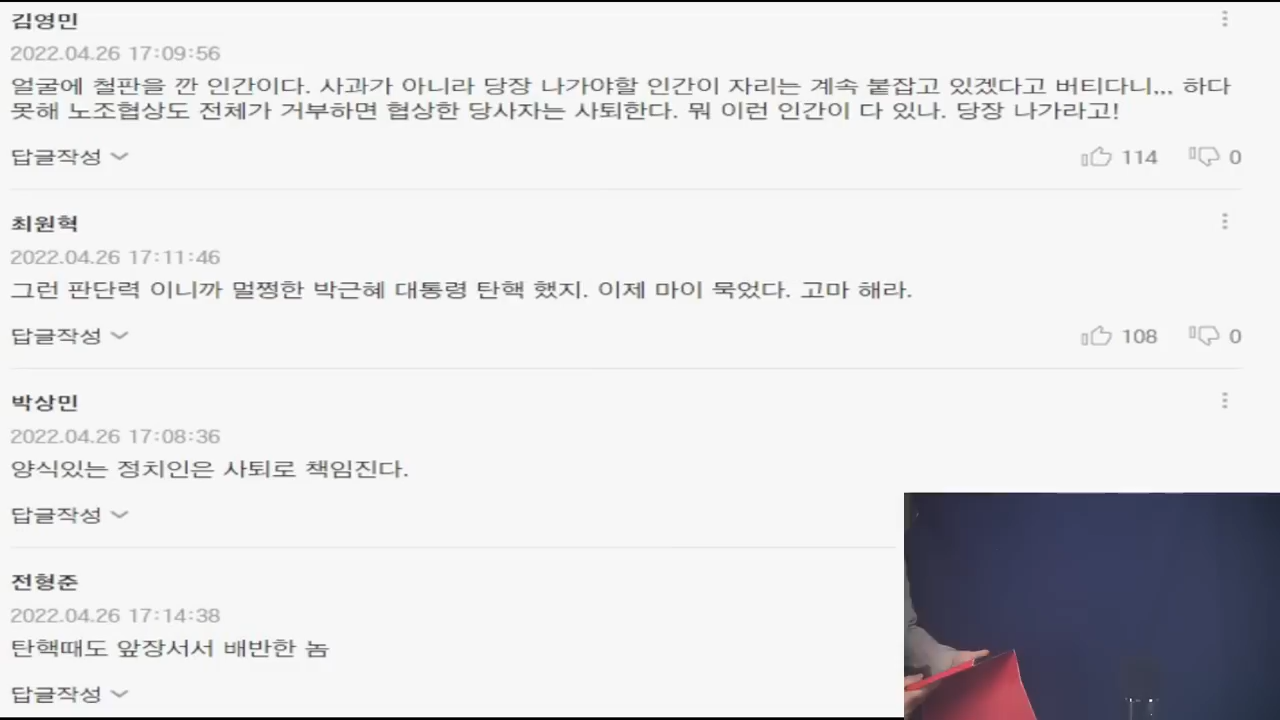 김영민
2022.04.26 17:09:56
얼굴에 철판을 깐 인간이다. 사과가 아니라 당장 나가야할 인간이 자리는 계속 붙잡고 있겠다고 버티다니,,, 하다
못해 노조협상도 전체가 거부하면 협상한 당사자는 사퇴한다. 뭐 이런 인간이 다 있나. 당장 나가라고!
답글작성
114 0
최원혁
2022.04.26 17:11:46
그런 판단력 이니까 멀쩡한 박근혜 대통령 탄핵 했지. 이제 마이 묵었다. 고마 해라.
답글작성
108 0
박상민
2022.04.26 17:08:36
양식있는 정치인은 사퇴로 책임진다.
답글작성
전형준
2022.04.26 17:14:38
탄핵때도 앞장서서 배반한 놈
답글작성